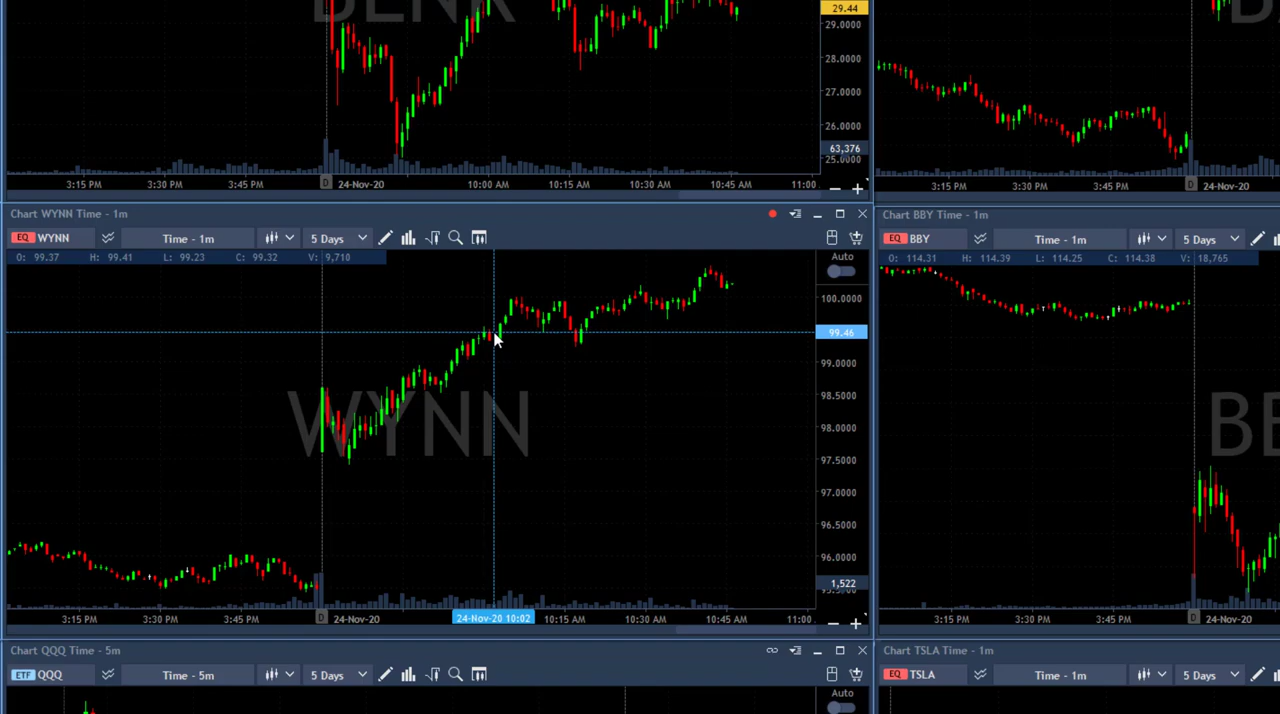 29.44
29.0000
28.0000
27.0000
26.0000
63,376
3:15 PM 3:30 PM 3:45 PM D 24-Nov-20 10:00 AM 10:15 AM 10:30 AM 10:45 AM 11:00
3:15 PM 3:30 PM 3:45 PM D 24-Nov-20
Chart WYNN Time - 1m
EQ WYNN Time - 1m 5 Days
O: 99.37 H: 99.41 L: 99.23 C: 99.32 V: 9,710
Auto
100.0000
99.46
99.0000
98.5000
98.0000
97.5000
97.0000
96.5000
96.0000
1,522
WYNN
3:15 PM 3:30 PM 3:45 PM D 24-Nov-20 24-Nov-20 10:02 10:15 AM 10:30 AM 10:45 AM 11:00
Chart BBY Time - 1m
EQ BBY Time - 1m 5 Days
O: 114.31 H: 114.39 L: 114.25 C: 114.38 V: 18,765
3:15 PM 3:30 PM 3:45 PM D 24-Nov-20
Chart QQQ Time - 5m
ETF QQQ Time - 5m 5 Days
Auto
Chart TSLA Time - 1m
EQ TSLA Time - 1m 5 Days